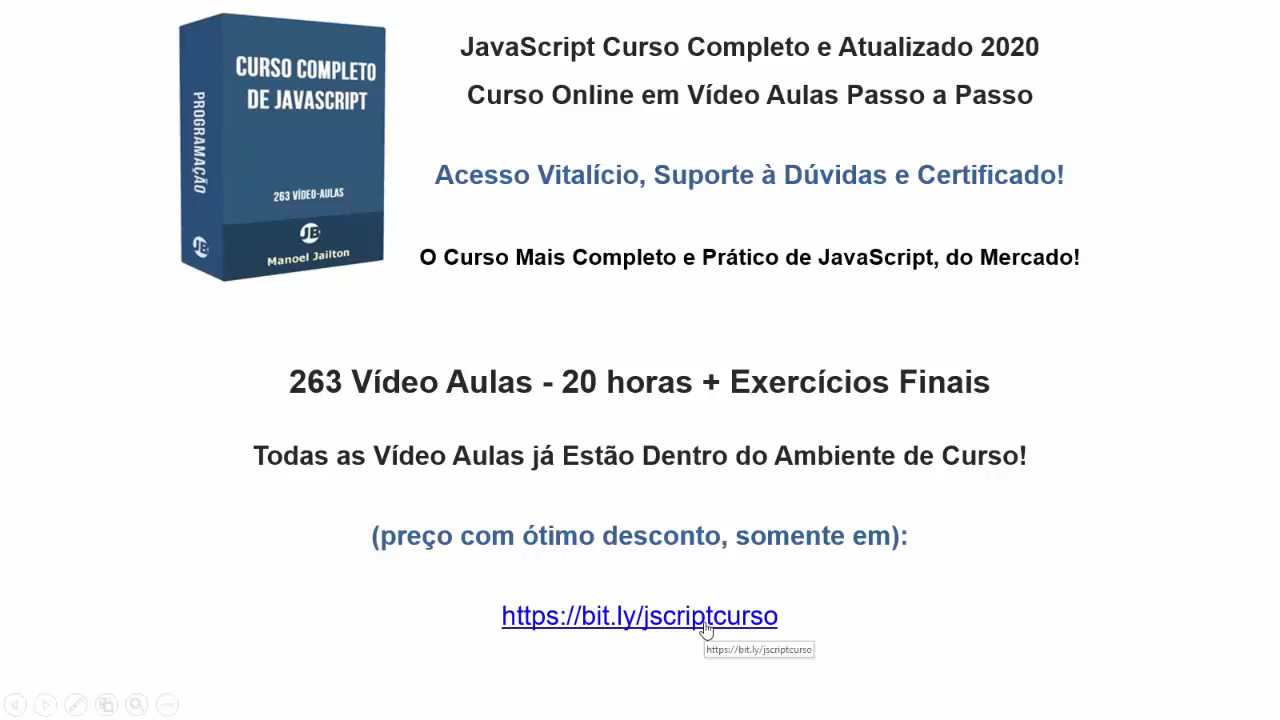 CURSO COMPLETO
DE JAVASCRIPT
PROGRAMAÇÃO
263 VÍDEO-AULAS
JB
JB
Manoel Jailton
JavaScript Curso Completo e Atualizado 2020
Curso Online em Vídeo Aulas Passo a Passo
Acesso Vitalício, Suporte à Dúvidas e Certificado!
O Curso Mais Completo e Prático de JavaScript, do Mercado!
263 Vídeo Aulas - 20 horas + Exercícios Finais
Todas as Vídeo Aulas já Estão Dentro do Ambiente de Curso!
(preço com ótimo desconto, somente em):
https://bit.ly/jscriptcurso
https://bit.ly/jscriptcurso